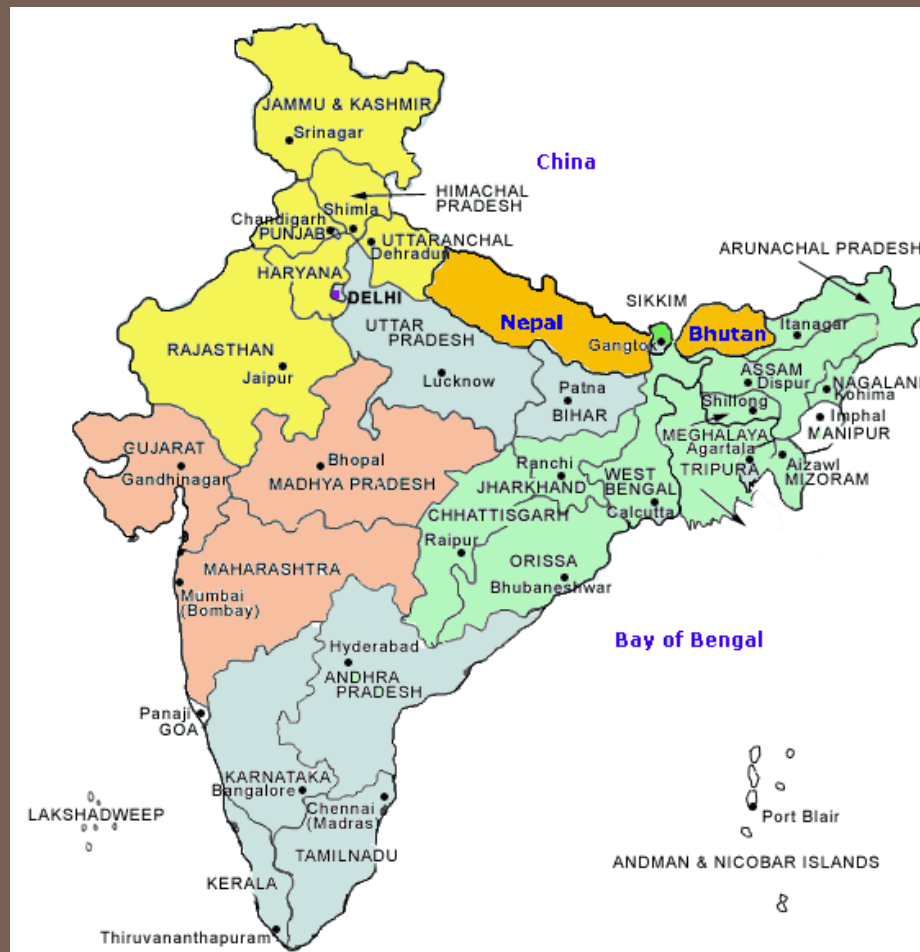 JAMMU & KASHMIR
Srinagar
China
HIMACHAL
PRADESH
Shimla
Chandigarh
PUNJAB
UTTARANCHAL
Dehradun
ARUNACHAL PRADESH
HARYANA
DELHI
SIKKIM
UTTAR
PRADESH
Nepal
Bhutan
Itanagar
Gangtok
RAJASTHAN
Jaipur
Lucknow
Patna
BIHAR
ASSAM
Dispur
NAGALAN
Kohima
Shillong
Imphal
MANIPUR
MEGHALAYA
Agartala
TRIPURA
Aizawl
MIZORAM
GUJARAT
Gandhinagar
Bhopal
MADHYA PRADESH
Ranchi
JHARKHAND
WEST
BENGAL
Calcutta
CHHATTISGARH
Raipur
ORISSA
Bhubaneshwar
MAHARASHTRA
Mumbai
(Bombay)
Bay of Bengal
Hyderabad
ANDHRA
PRADESH
Panaji
GOA
KARNATAKA
Bangalore
Chennai
(Madras)
LAKSHADWEEP
TAMILNADU
Port Blair
ANDMAN & NICOBAR ISLANDS
KERALA
Thiruvananthapuram